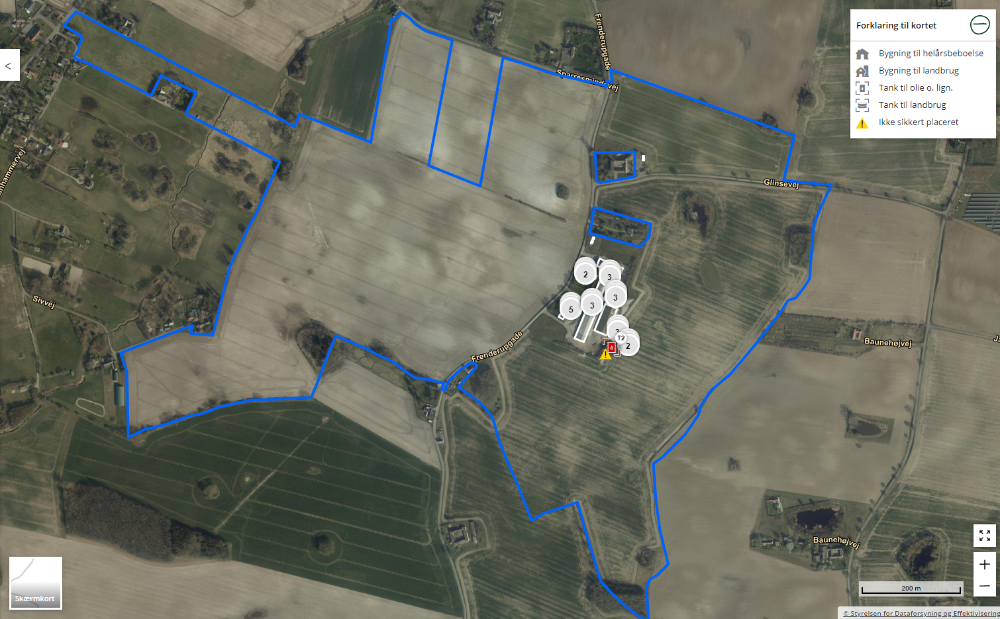 Forklaring til kortet
Bygning til helårsbeboelse
Bygning til landbrug
Tank til olie o. lign.
Tank til landbrug
Ikke sikkert placeret
<
Frenderupgade
Sparresmindevej
Glinsevej
nhammervej
Sivvej
2
3
3
5
3
3
T2
2
Frenderupgade
Baunehøjvej
Baunehøjvej
Skærmkort
+
−
200 m
© Styrelsen for Dataforsyning og Effektivisering